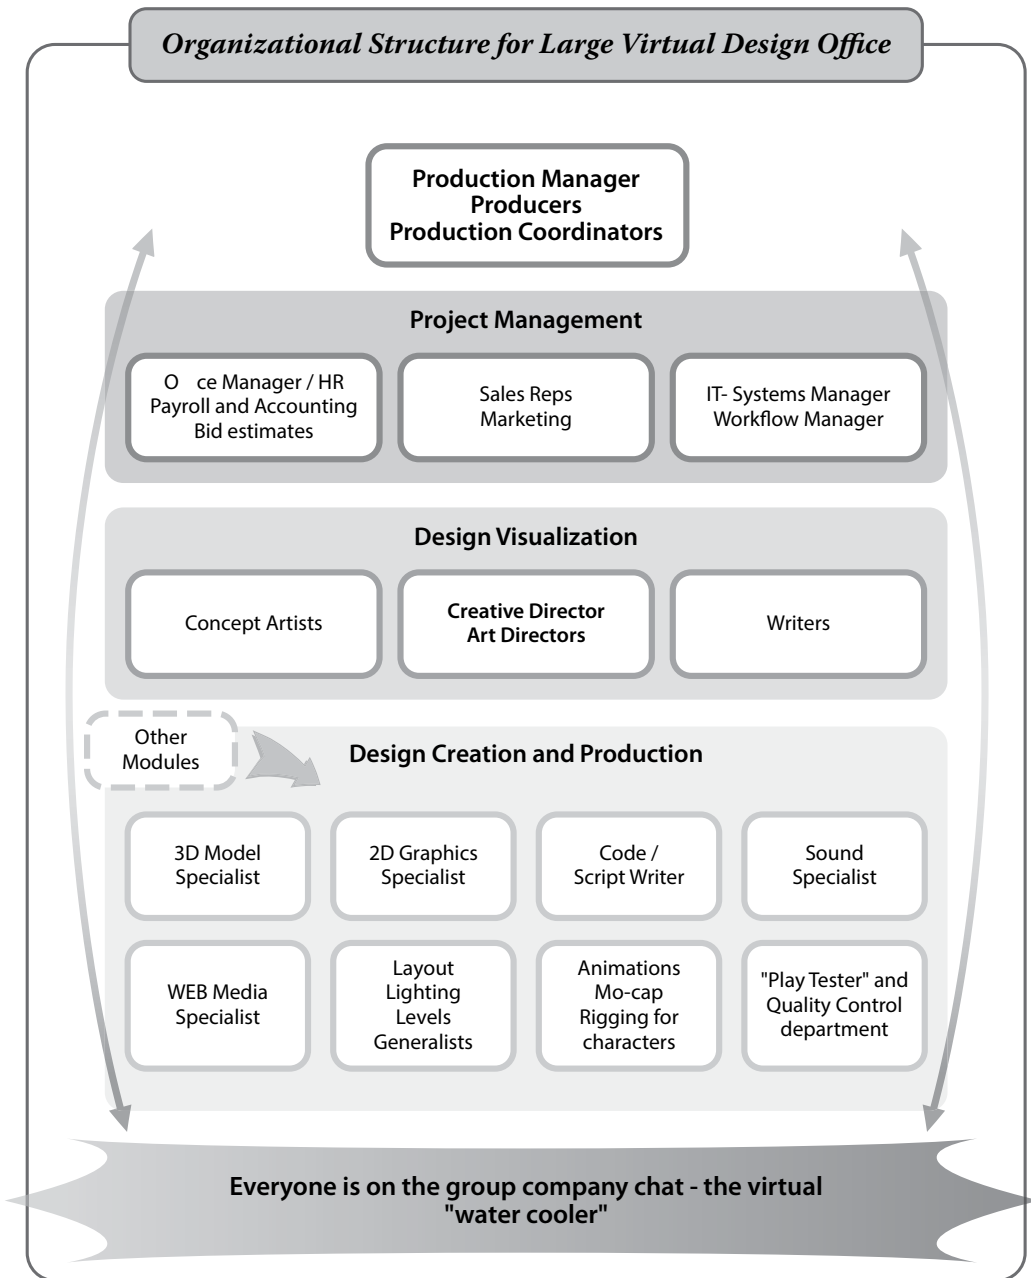 Organizational Structure for Large Virtual Design Office
Production Manager
Producers
Production Coordinators
Project Management
O ce Manager / HR
Payroll and Accounting
Bid estimates
Sales Reps
Marketing
IT- Systems Manager
Workflow Manager
Design Visualization
Concept Artists
Creative Director
Art Directors
Writers
Other
Modules
Design Creation and Production
3D Model
Specialist
2D Graphics
Specialist
Code /
Script Writer
Sound
Specialist
WEB Media
Specialist
Layout
Lighting
Levels
Generalists
Animations
Mo-cap
Rigging for
characters
"Play Tester" and
Quality Control
department
Everyone is on the group company chat - the virtual
"water cooler"